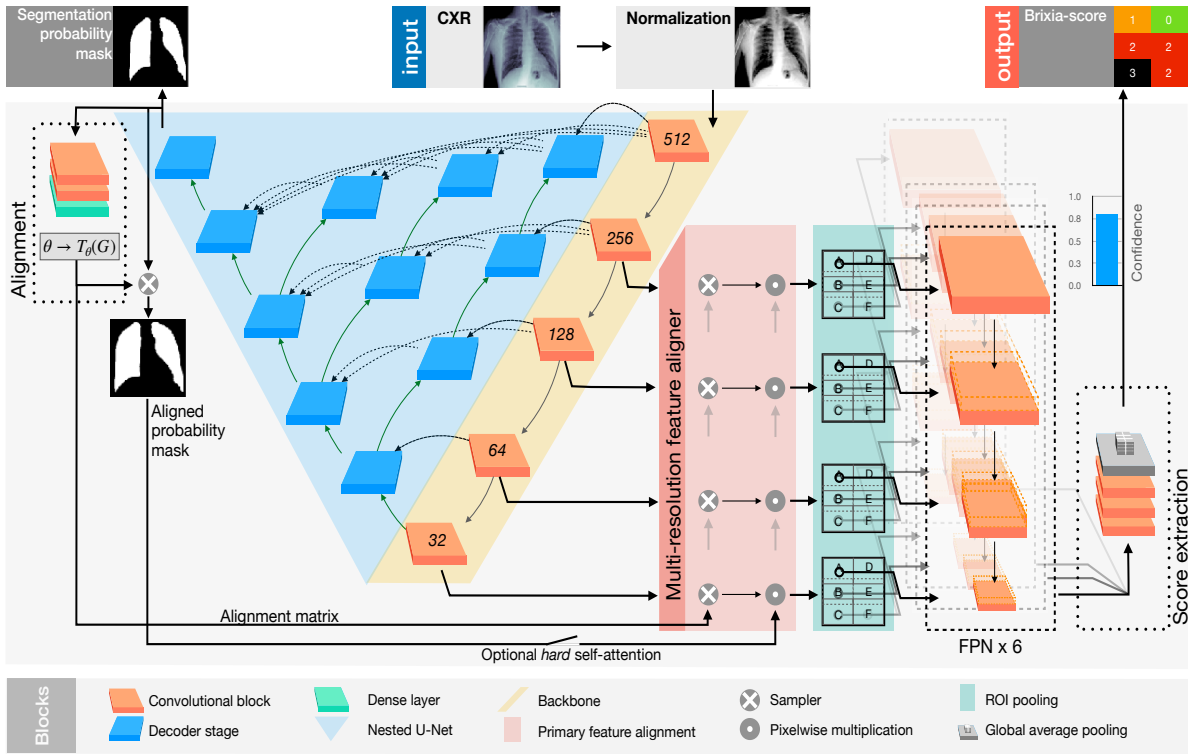 Segmentation
probability
mask
input
CXR
Normalization
output
Brixia-score
1 0
2 2
3 2
Alignment
θ → Tθ(G)
Aligned
probability
mask
512
256
128
64
32
Multi-resolution feature aligner
A D
B E
C F
A D
B E
C F
A D
B E
C F
A D
B E
C F
1.0
0.8
0.5
0.3
0.0
Confidence
FPN x 6
Score extraction
Alignment matrix
Optional hard self-attention
Blocks
Convolutional block
Decoder stage
Dense layer
Nested U-Net
Backbone
Primary feature alignment
Sampler
Pixelwise multiplication
ROI pooling
Global average pooling